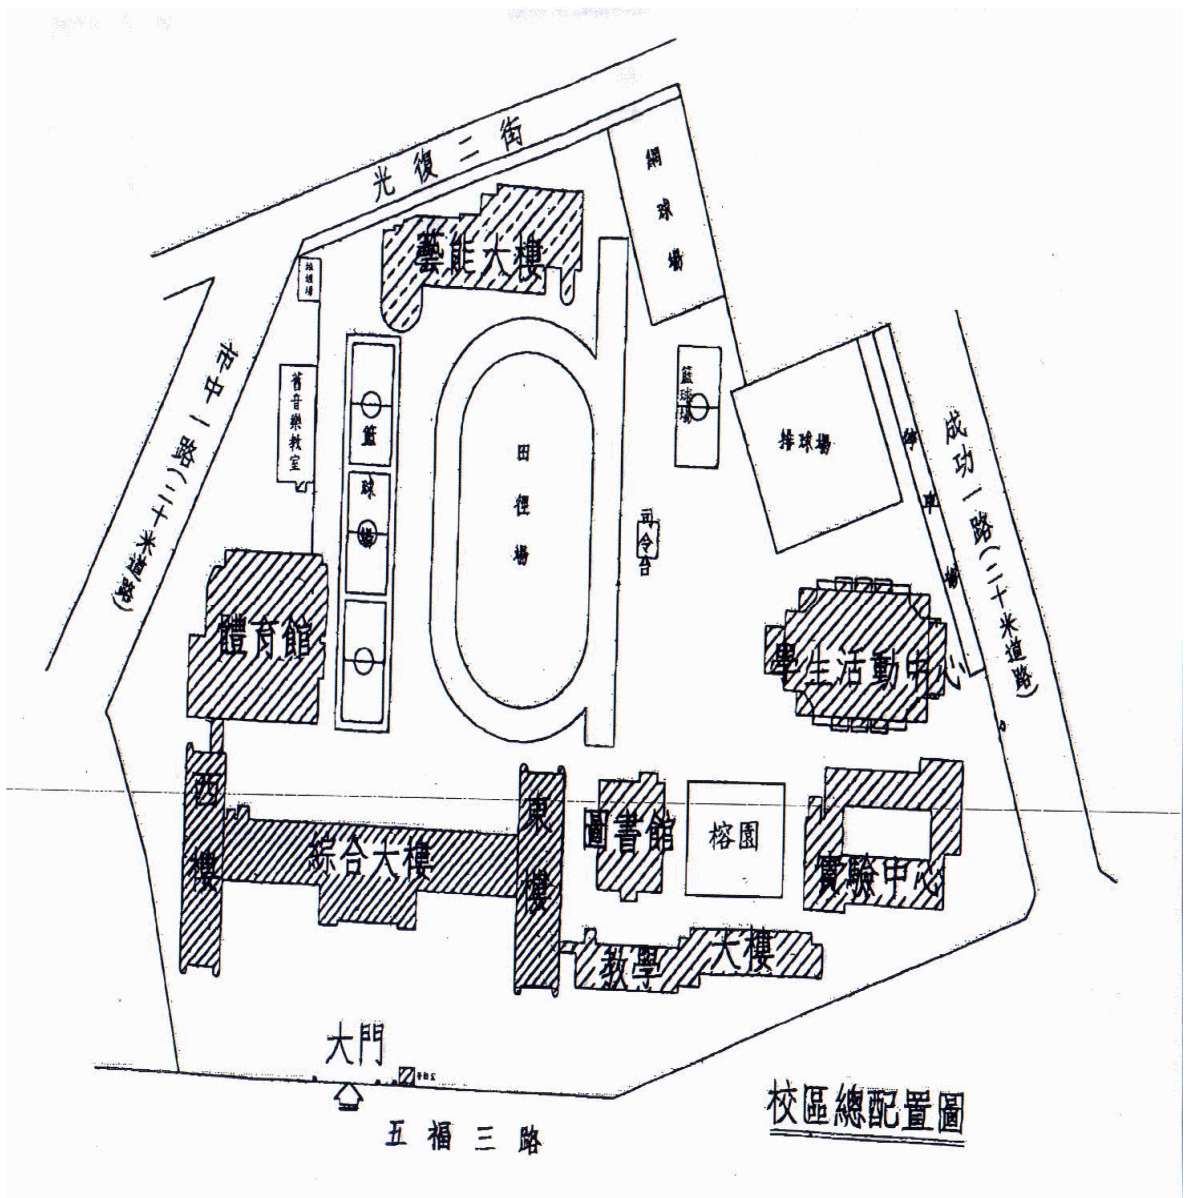 光復二街
網球場
藝能大樓
垃圾場
舊音樂教室
籃球場
籃球場
田徑場
排球場
停車場
成功一路(二十米道路)
一路(二十米道路)
司令台
體育館
學生活動中心
西樓
綜合大樓
東樓
圖書館
榕園
實驗中心
教學大樓
大門
五福三路
校區總配置圖